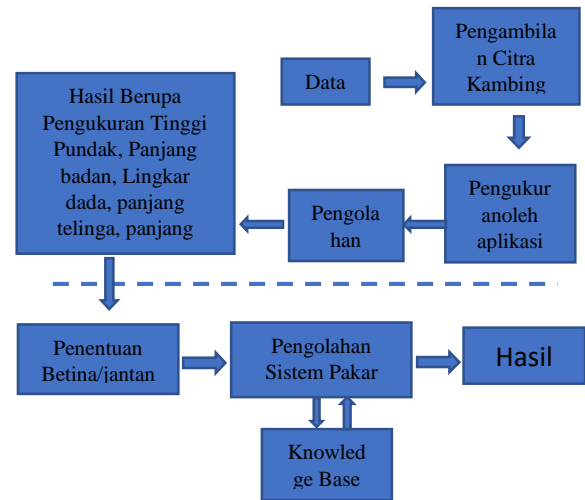 Data
Pengambila
n Citra
Kambing
Pengukur
anoleh
aplikasi
Pengola
han
Hasil Berupa
Pengukuran Tinggi
Pundak, Panjang
badan, Lingkar
dada, panjang
telinga, panjang
Penentuan
Betina/jantan
Pengolahan
Sistem Pakar
Knowled
ge Base
Hasil